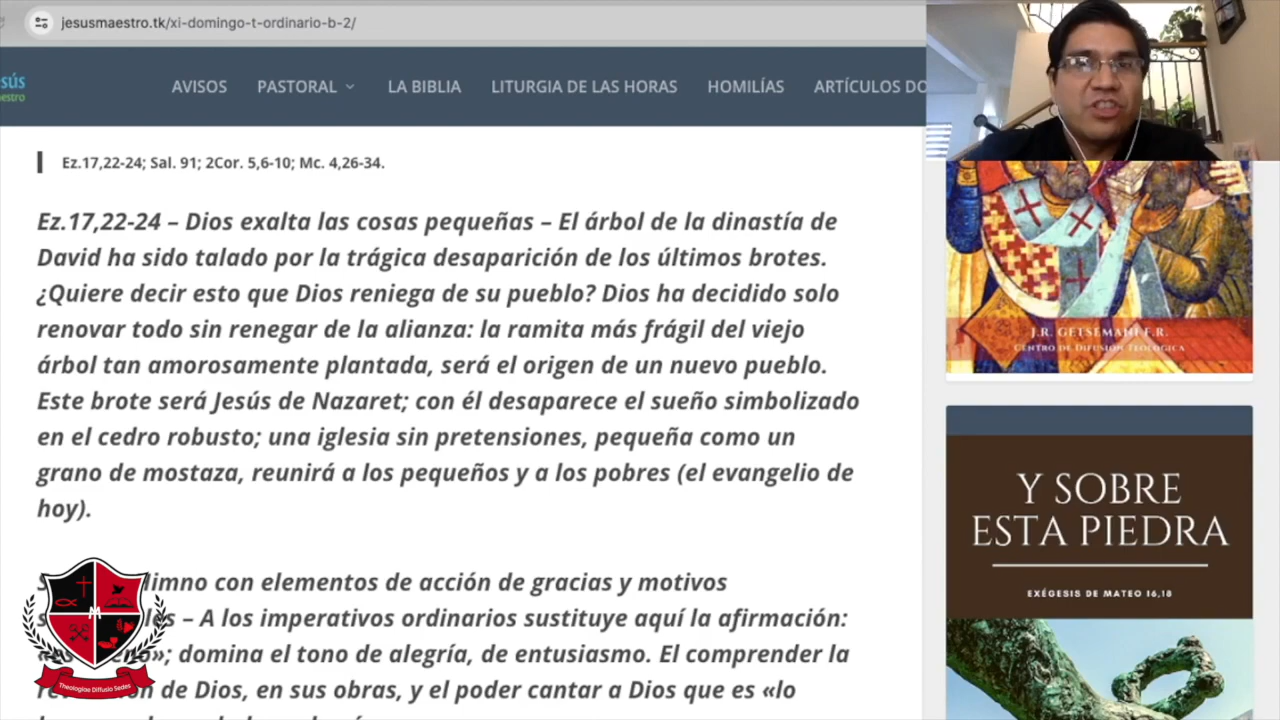 jesusmaestro.tk/xi-domingo-t-ordinario-b-2/
AVISOS PASTORAL LA BIBLIA LITURGIA DE LAS HORAS HOMILÍAS ARTÍCULOS
Ez.17,22-24; Sal. 91; 2Cor. 5,6-10; Mc. 4,26-34.
Ez.17,22-24 – Dios exalta las cosas pequeñas – El árbol de la dinastía de
David ha sido talado por la trágica desaparición de los últimos brotes.
¿Quiere decir esto que Dios reniega de su pueblo? Dios ha decidido solo
renovar todo sin renegar de la alianza: la ramita más frágil del viejo
árbol tan amorosamente plantada, será el origen de un nuevo pueblo.
Este brote será Jesús de Nazaret; con él desaparece el sueño simbolizado
en el cedro robusto; una iglesia sin pretensiones, pequeña como un
grano de mostaza, reunirá a los pequeños y a los pobres (el evangelio de
hoy).
con elementos de acción de gracias y motivos
– A los imperativos ordinarios sustituye aquí la afirmación:
domina el tono de alegría, de entusiasmo. El comprender la
de Dios, en sus obras, y el poder cantar a Dios que es «lo
M
Theologiae Diffusio Sedes
J.R. GETSEMANÍ F.R.
CENTRO DE DIFUSIÓN TEOLÓGICA
Y SOBRE
ESTA PIEDRA
EXÉGESIS DE MATEO 16,18